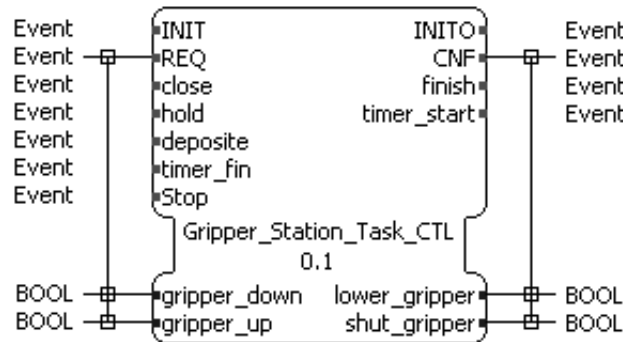 Event INIT INITO Event
Event REQ CNF Event
Event close finish Event
Event hold timer_start Event
Event deposite
Event timer_fin
Event Stop
Gripper_Station_Task_CTL
0.1
BOOL gripper_down lower_gripper BOOL
BOOL gripper_up shut_gripper BOOL